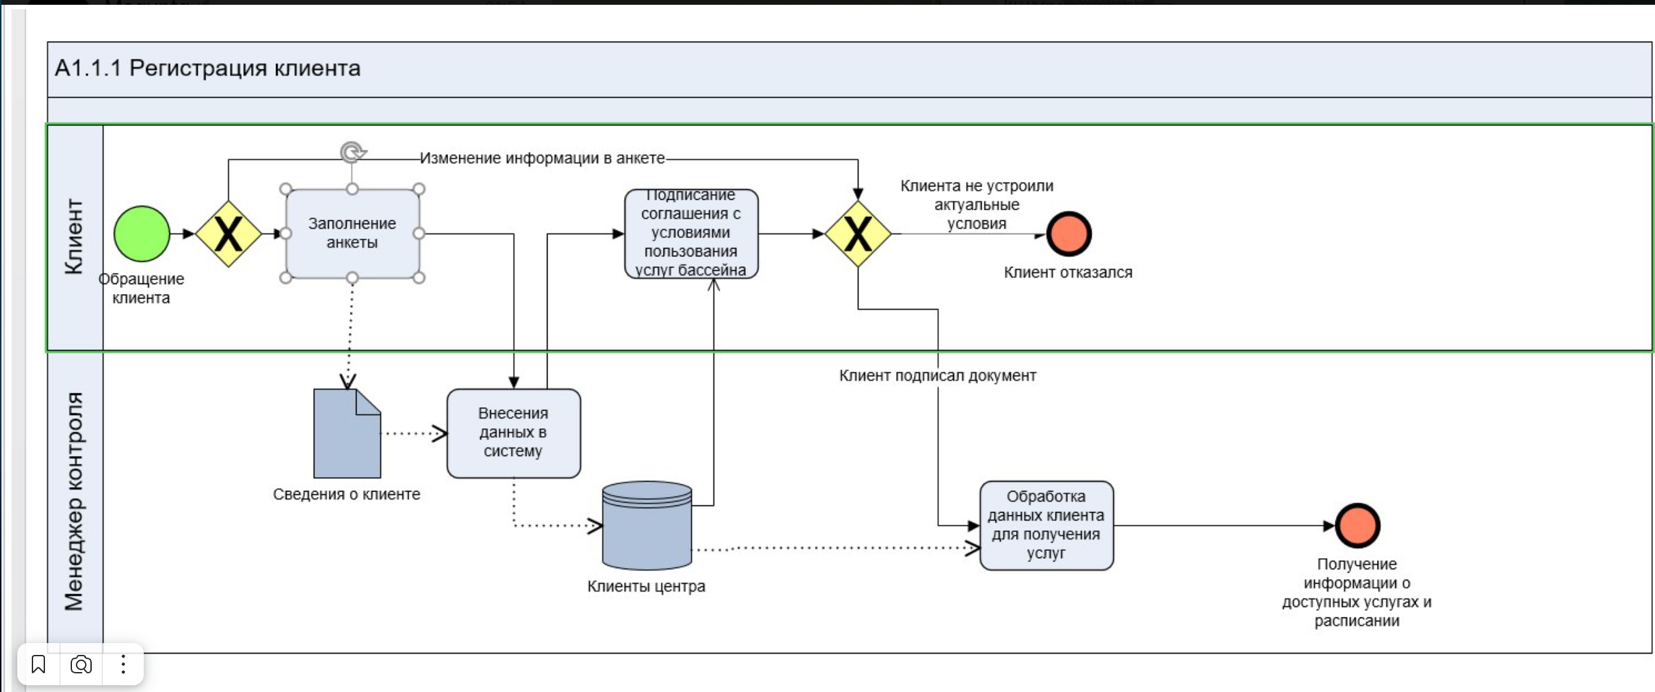 A1.1.1 Регистрация клиента
Клиент
Изменение информации в анкете
Обращение
клиента
X
Заполнение
анкеты
Подписание
соглашения с
условиями
пользования
услуг бассейна
X
Клиента не устроили
актуальные
условия
Клиент отказался
Менеджер контроля
Сведения о клиенте
Внесения
данных в
систему
Клиенты центра
Клиент подписал документ
Обработка
данных клиента
для получения
услуг
Получение
информации о
доступных услугах и
расписании